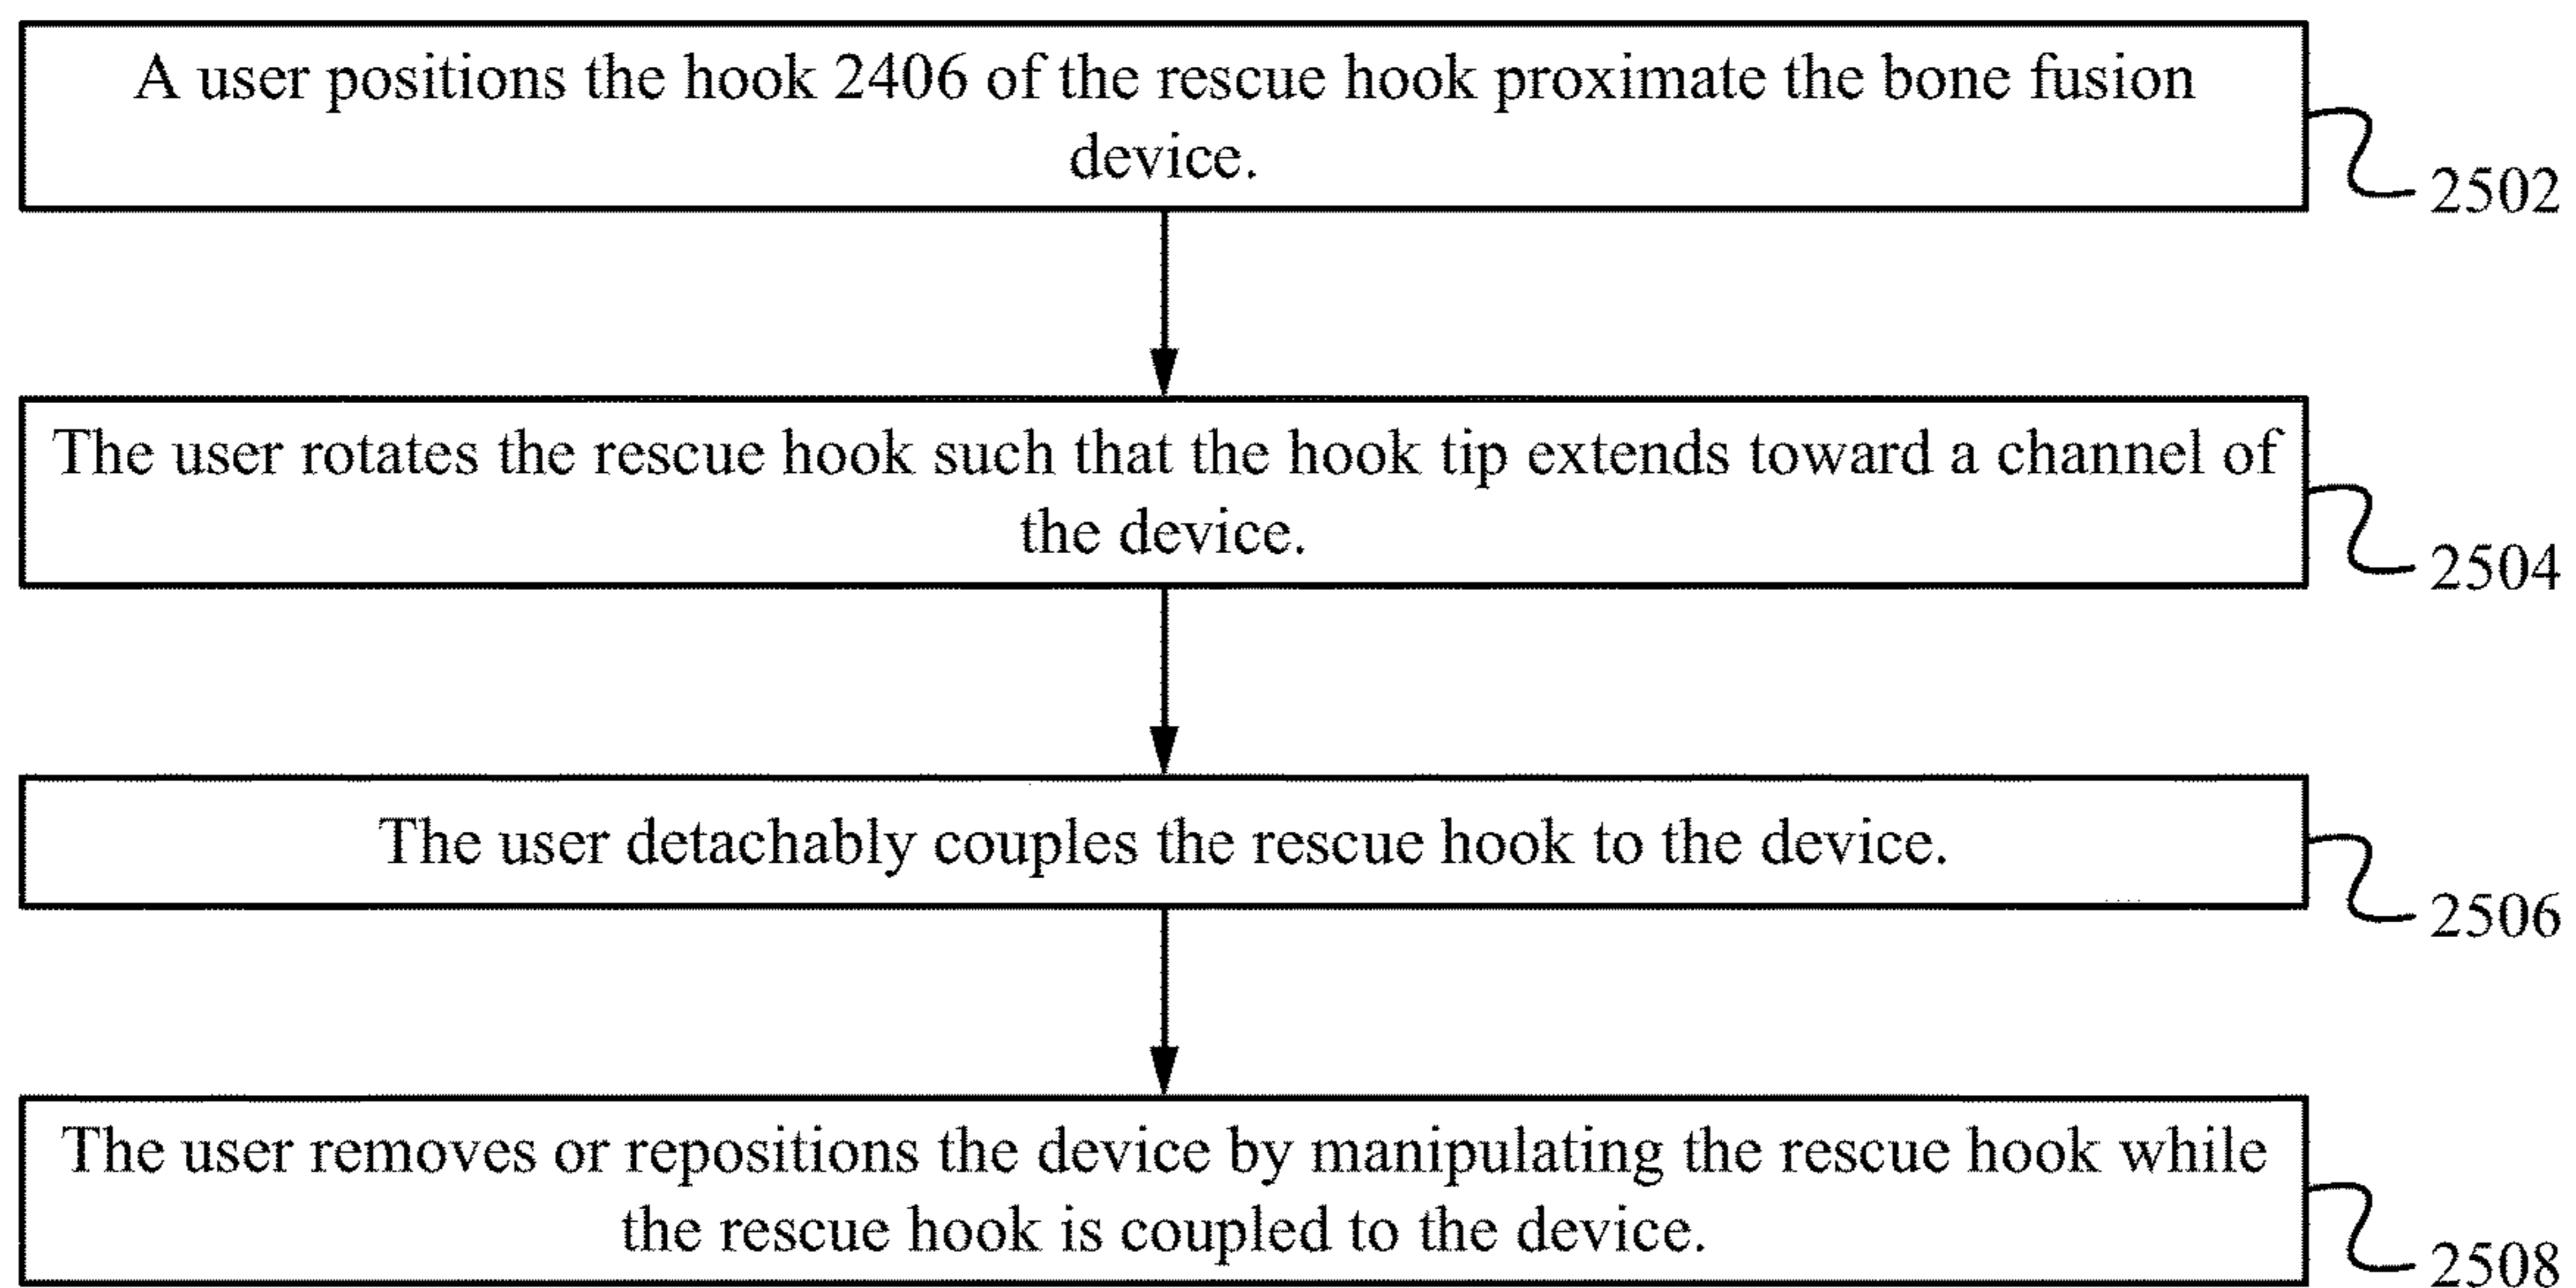 A user positions the hook 2406 of the rescue hook proximate the bone fusion
device.
2502
The user rotates the rescue hook such that the hook tip extends toward a channel of
the device.
2504
The user detachably couples the rescue hook to the device.
2506
The user removes or repositions the device by manipulating the rescue hook while
the rescue hook is coupled to the device.
2508